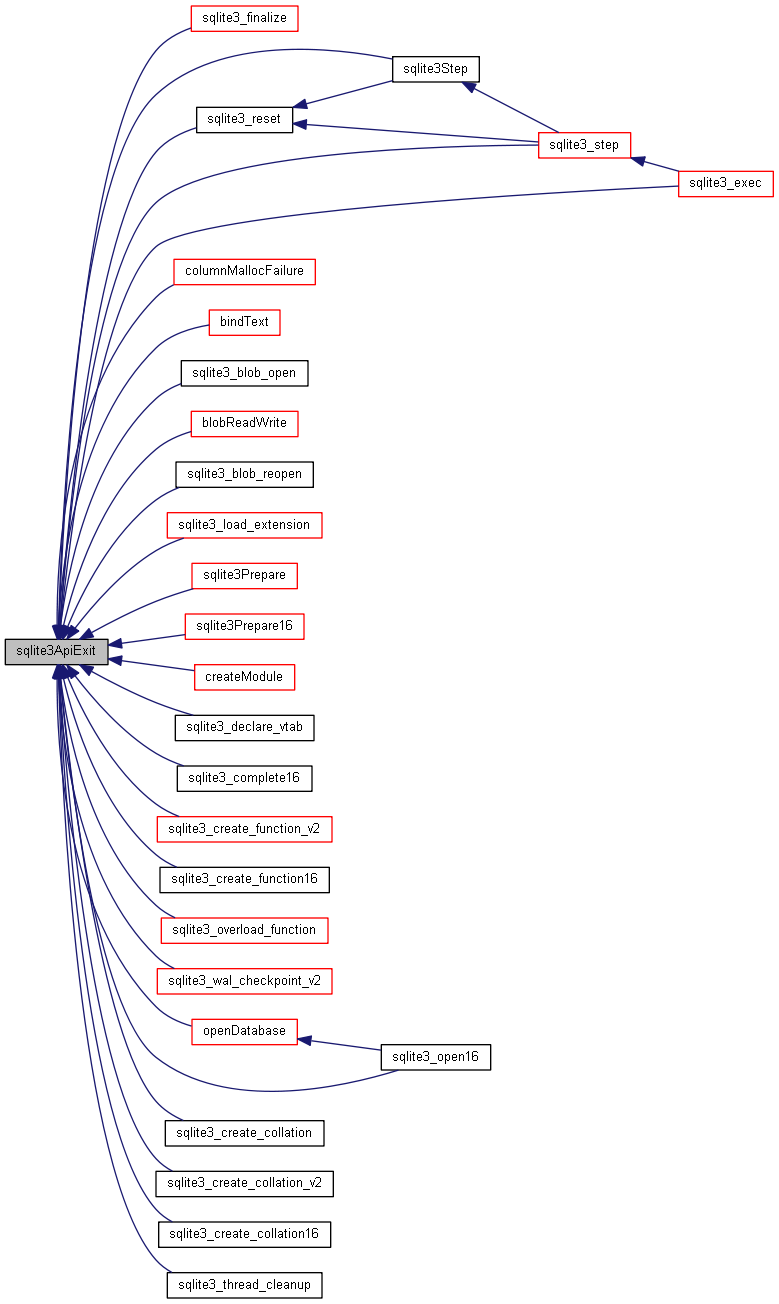 sqlite3_finalize
sqlite3Step
sqlite3_reset
sqlite3_step
sqlite3_exec
columnMallocFailure
bindText
sqlite3_blob_open
blobReadWrite
sqlite3_blob_reopen
sqlite3_load_extension
sqlite3Prepare
sqlite3Prepare16
sqlite3ApiExit
createModule
sqlite3_declare_vtab
sqlite3_complete16
sqlite3_create_function_v2
sqlite3_create_function16
sqlite3_overload_function
sqlite3_wal_checkpoint_v2
openDatabase
sqlite3_open16
sqlite3_create_collation
sqlite3_create_collation_v2
sqlite3_create_collation16
sqlite3_thread_cleanup